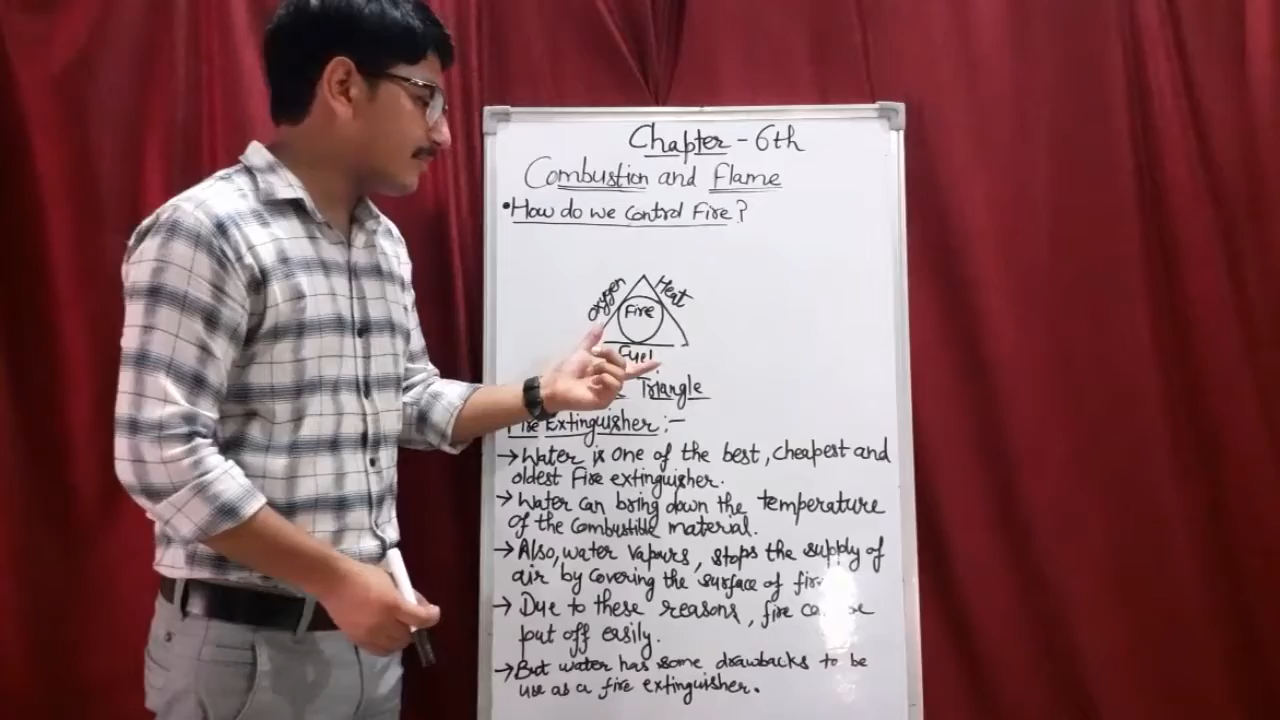 Chapter - 6th
Combustion and Flame
•How do we control Fire?
Oxygen
Heat
Fire
Fuel
Triangle
Fire Extinguisher :-
→ Water is one of the best, cheapest and
oldest Fire extinguisher.
→ Water can bring down the temperature
of the combustible material.
→ Also, water vapours, stops the supply of
air by covering the surface of
→ Due to these reasons, fire
put off easily.
→ But water has some drawbacks to be
use as a fire extinguisher.